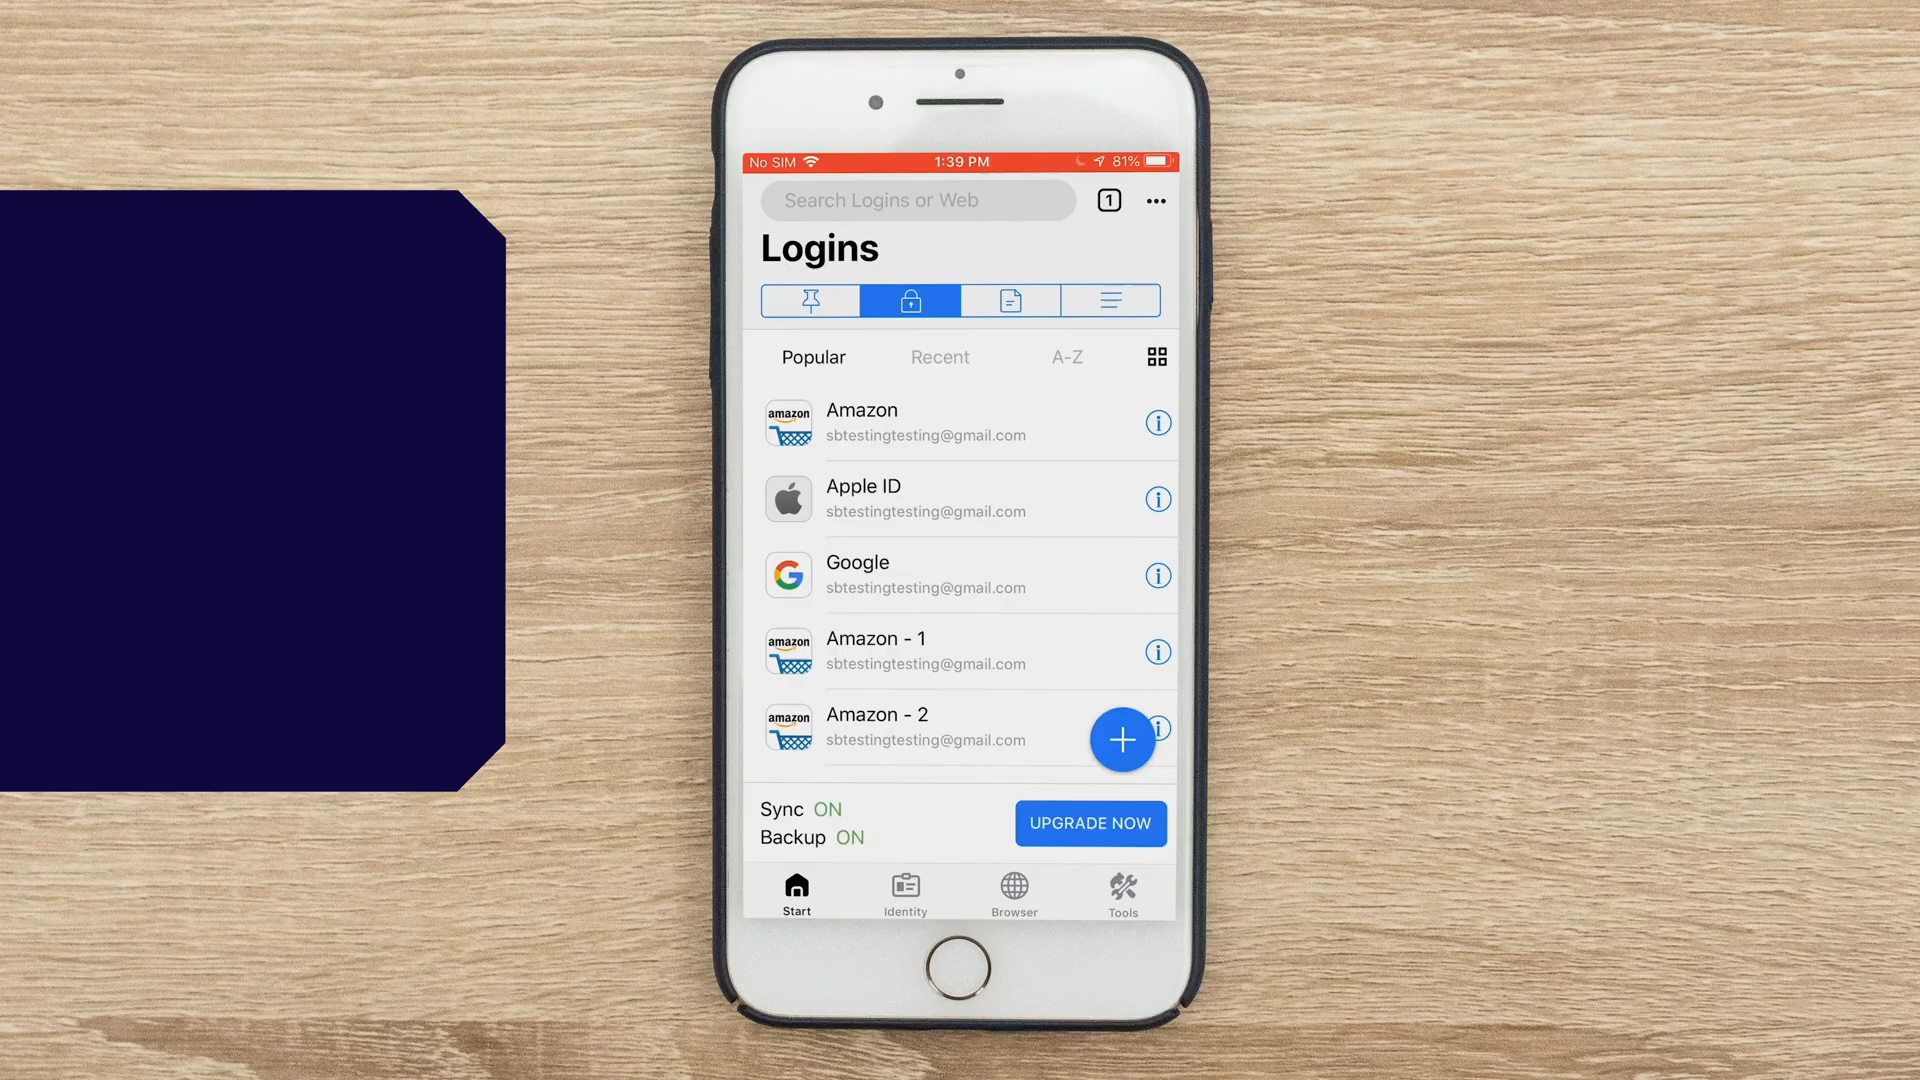 No SIM 1:39 PM 81%
Search Logins or Web 1
Logins
Popular Recent A-Z
amazon Amazon
sbtestingtesting@gmail.com
Apple ID
sbtestingtesting@gmail.com
G Google
sbtestingtesting@gmail.com
amazon Amazon - 1
sbtestingtesting@gmail.com
amazon Amazon - 2
sbtestingtesting@gmail.com
Sync ON
Backup ON
UPGRADE NOW
Start Identity Browser Tools